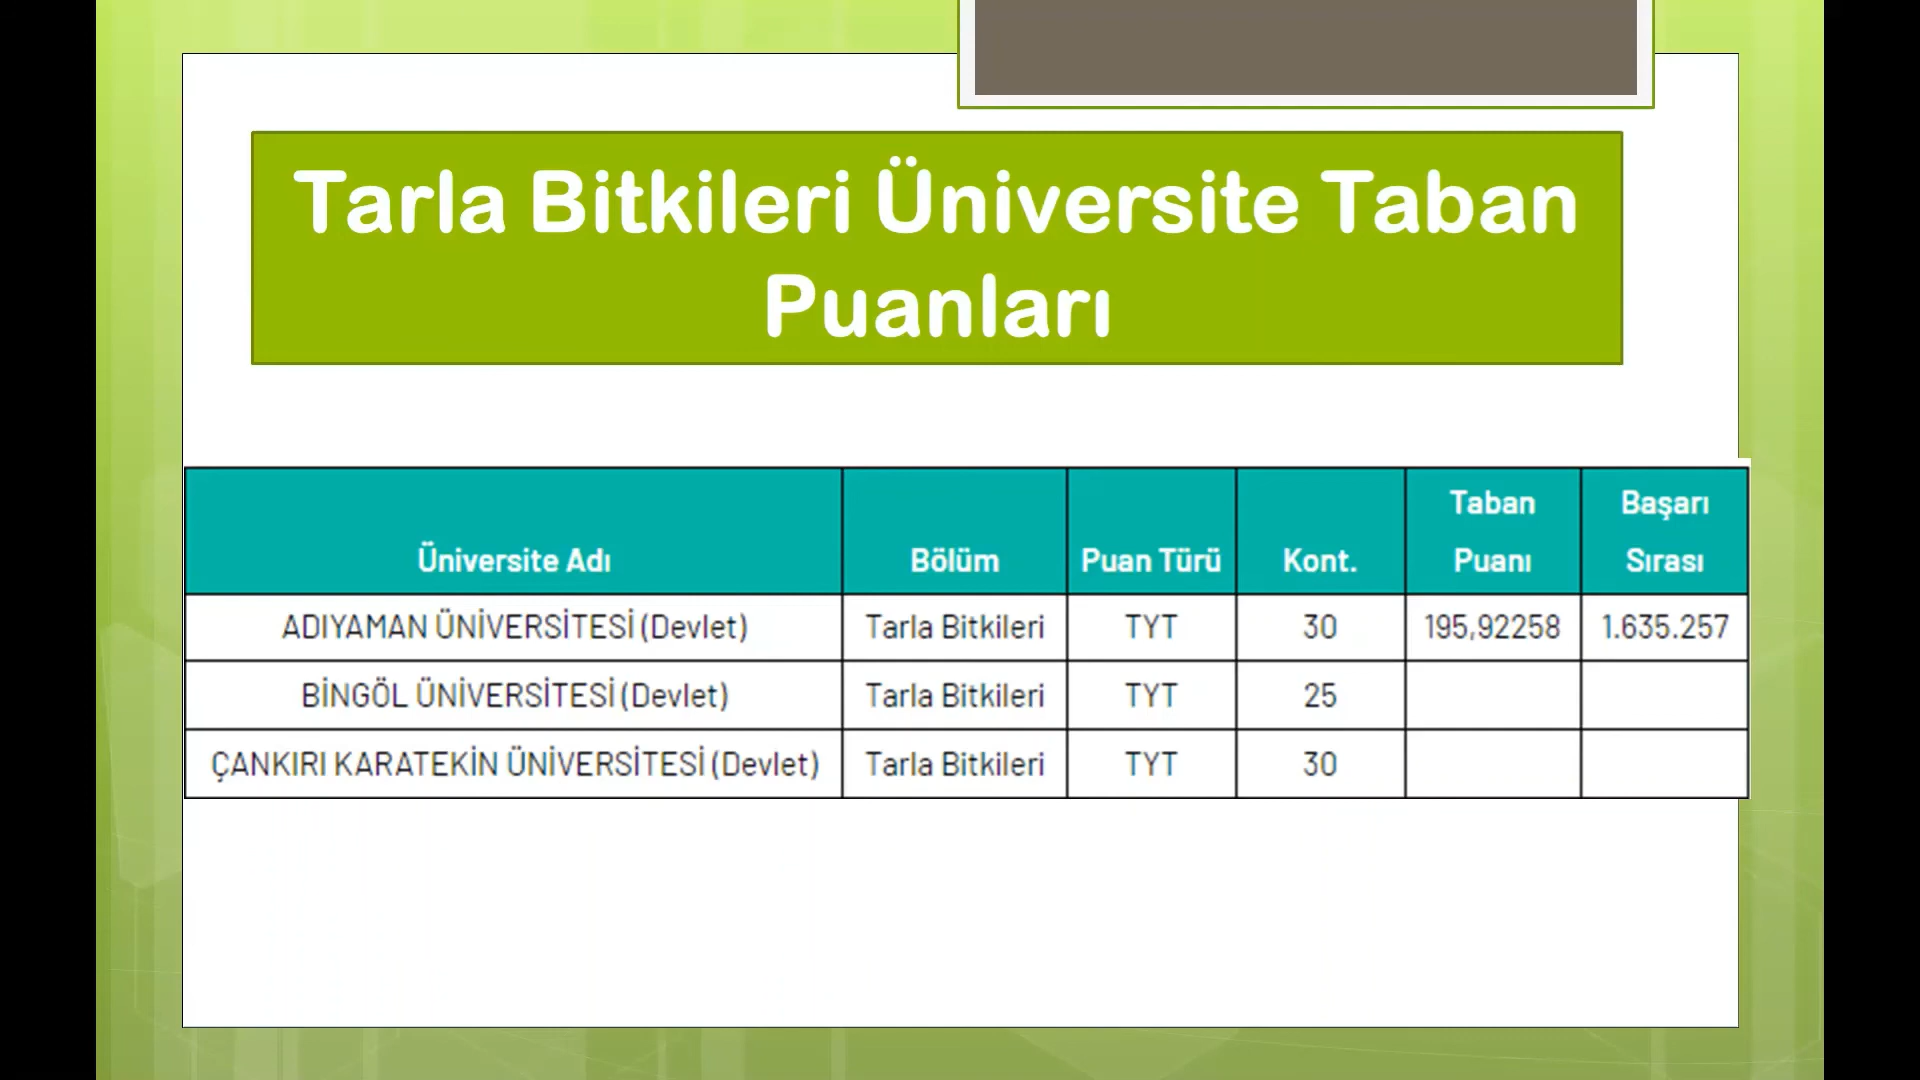 Tarla Bitkileri Üniversite Taban
Puanları
Üniversite Adı Bölüm Puan Türü Kont. Taban Puanı Başarı Sırası
ADIYAMAN ÜNİVERSİTESİ (Devlet) Tarla Bitkileri TYT 30 195,92258 1.635.257
BİNGÖL ÜNİVERSİTESİ (Devlet) Tarla Bitkileri TYT 25
ÇANKIRI KARATEKİN ÜNİVERSİTESİ (Devlet) Tarla Bitkileri TYT 30